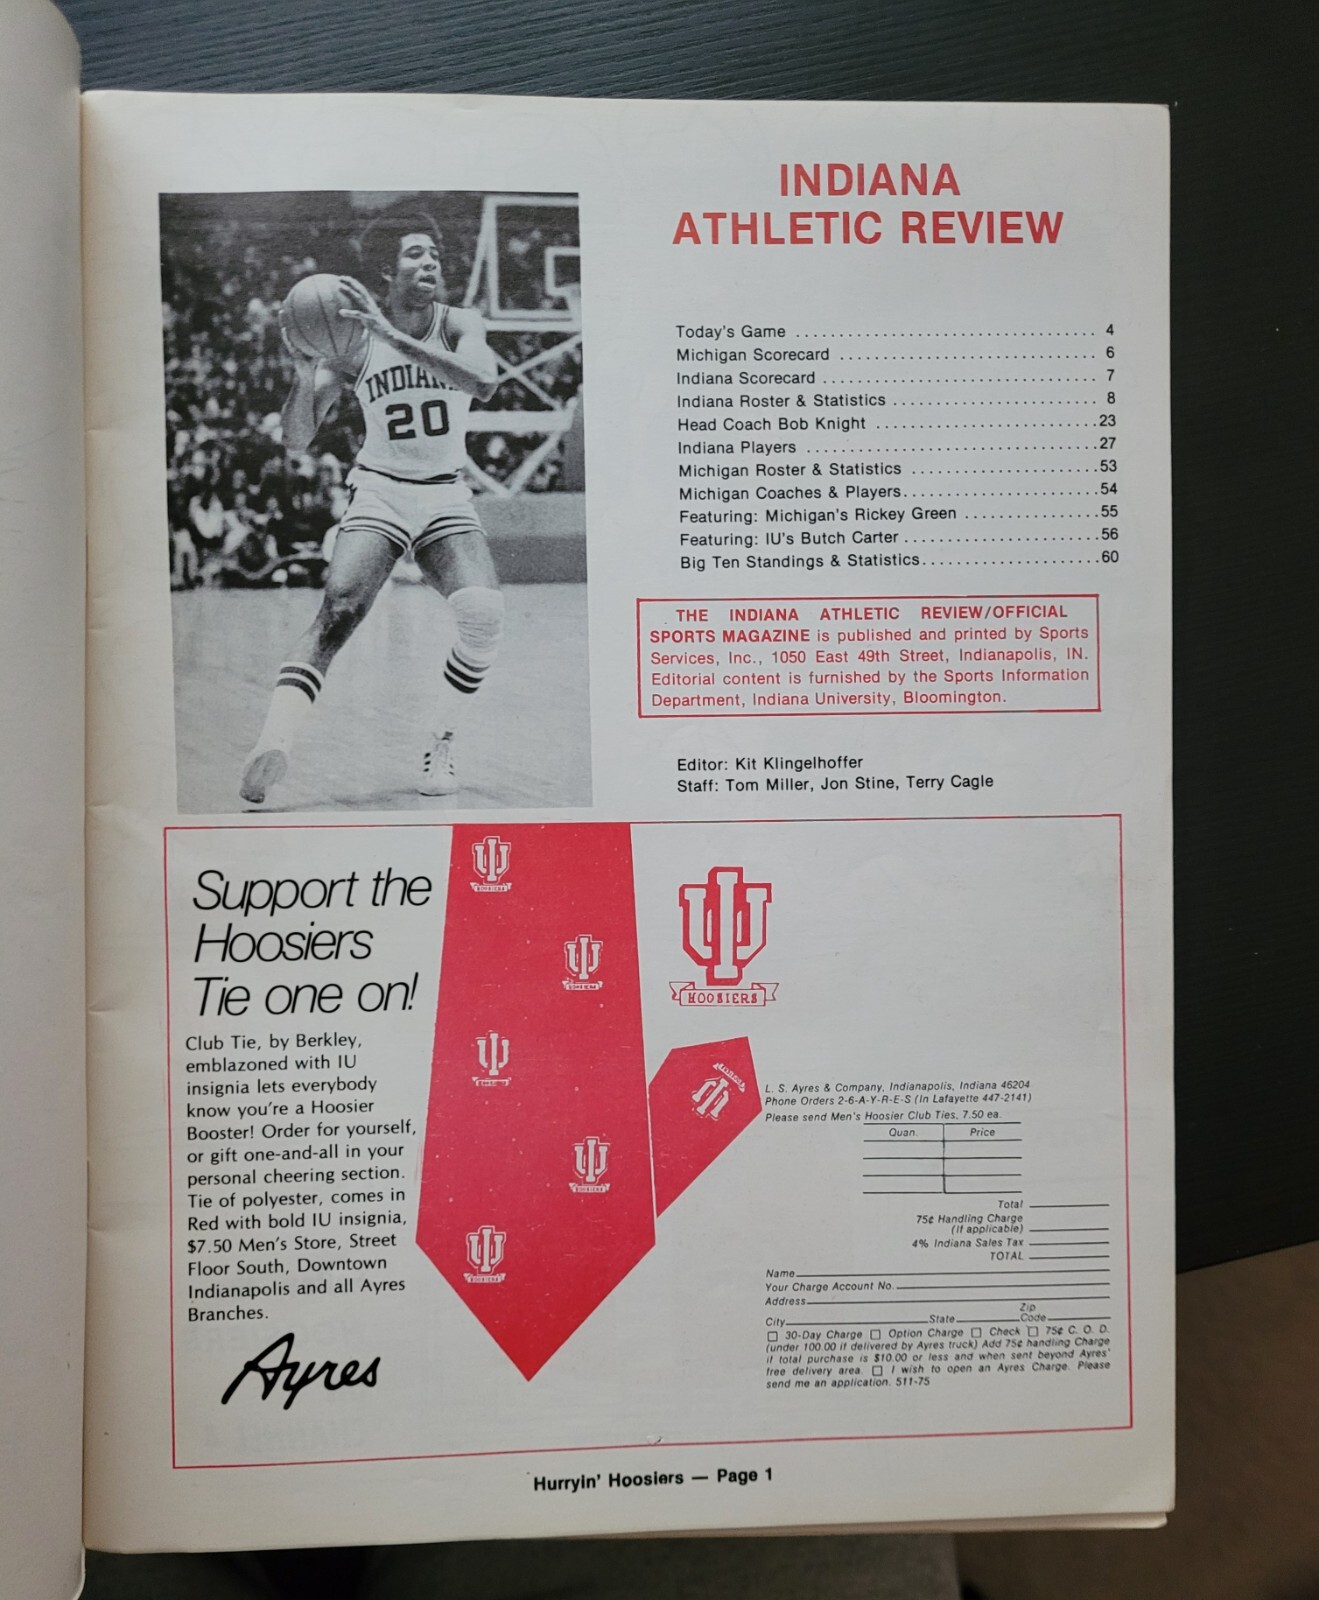 INDIANA
ATHLETIC REVIEW
INDIANA
20
Today's Game .................................. 4
Michigan Scorecard ............................ 6
Indiana Scorecard .............................. 7
Indiana Roster & Statistics ...................... 8
Head Coach Bob Knight ........................23
Indiana Players ................................27
Michigan Roster & Statistics ....................53
Michigan Coaches & Players.....................54
Featuring: Michigan's Rickey Green ..............55
Featuring: IU's Butch Carter .....................56
Big Ten Standings & Statistics....................60
THE INDIANA ATHLETIC REVIEW/OFFICIAL
SPORTS MAGAZINE is published and printed by Sports
Services, Inc., 1050 East 49th Street, Indianapolis, IN.
Editorial content is furnished by the Sports Information
Department, Indiana University, Bloomington.
Editor: Kit Klingelhoffer
Staff: Tom Miller, Jon Stine, Terry Cagle
Support the
Hoosiers
Tie one on!
Club Tie, by Berkley,
emblazoned with IU
insignia lets everybody
know you're a Hoosier
Booster! Order for yourself,
or gift one-and-all in your
personal cheering section.
Tie of polyester, comes in
Red with bold IU insignia,
$7.50 Men's Store, Street
Floor South, Downtown
Indianapolis and all Ayres
Branches.
Ayres
IU
HOOSIERS
L. S. Ayres & Company, Indianapolis, Indiana 46204
Phone Orders 2-6-A-Y-R-E-S (In Lafayette 447-2141)
Please send Men's Hoosier Club Ties, 7.50 ea.
Quan. Price
Total
75¢ Handling Charge
(If applicable)
4% Indiana Sales Tax
TOTAL
Name
Your Charge Account No.
Address
City State Zip Code
☐ 30-Day Charge ☐ Option Charge ☐ Check ☐ 75¢ C. O. D.
(under 100.00 if delivered by Ayres truck) Add 75¢ handling Charge
if total purchase is $10.00 or less and when sent beyond Ayres'
free delivery area. ☐ I wish to open an Ayres Charge. Please
send me an application. 511-75
Hurryin' Hoosiers — Page 1